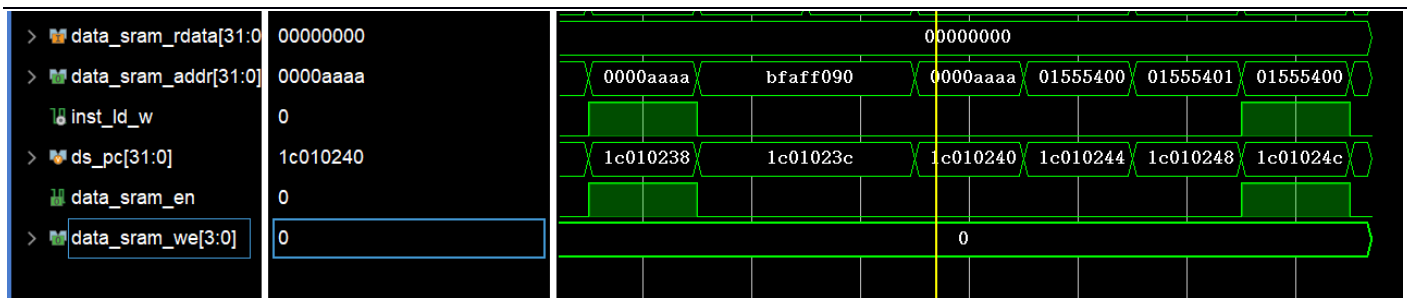 data_sram_rdata[31:0 00000000 00000000
data_sram_addr[31:0] 0000aaaa 0000aaaa bfaff090 0000aaaa 01555400 01555401 01555400
inst_ld_w 0
ds_pc[31:0] 1c010240 1c010238 1c01023c 1c010240 1c010244 1c010248 1c01024c
data_sram_en 0
data_sram_we[3:0] 0 0